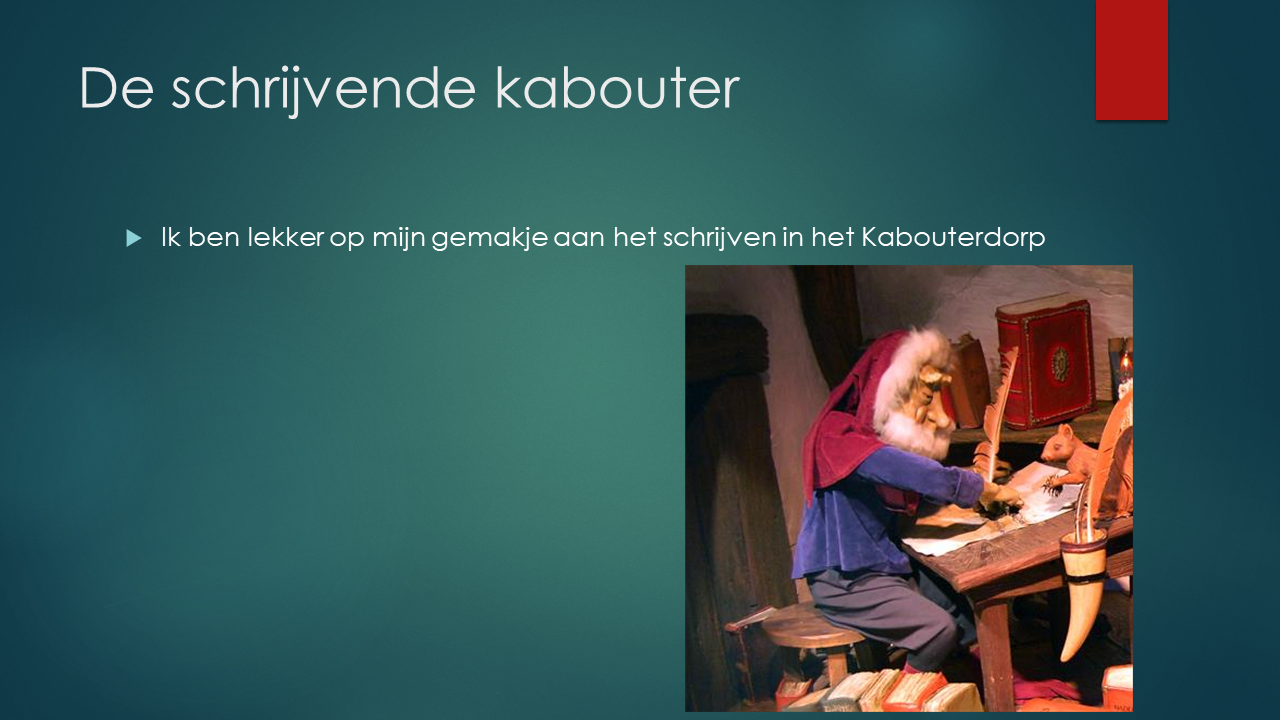 De schrijvende kabouter
Ik ben lekker op mijn gemakje aan het schrijven in het Kabouterdorp